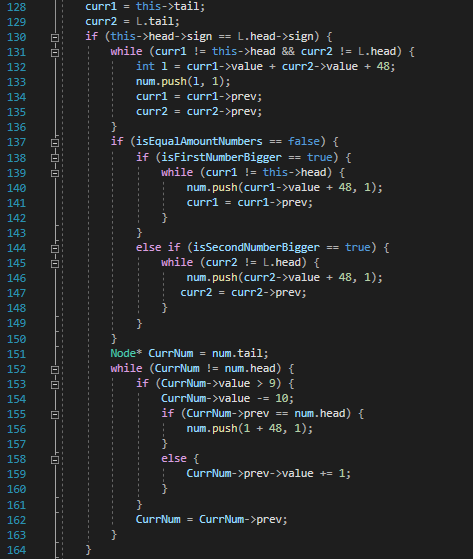 128 curr1 = this->tail;
129 curr2 = L.tail;
130 if (this->head->sign == L.head->sign) {
131 while (curr1 != this->head && curr2 != L.head) {
132 int l = curr1->value + curr2->value + 48;
133 num.push(l, 1);
134 curr1 = curr1->prev;
135 curr2 = curr2->prev;
136 }
137 if (isEqualAmountNumbers == false) {
138 if (isFirstNumberBigger == true) {
139 while (curr1 != this->head) {
140 num.push(curr1->value + 48, 1);
141 curr1 = curr1->prev;
142 }
143 }
144 else if (isSecondNumberBigger == true) {
145 while (curr2 != L.head) {
146 num.push(curr2->value + 48, 1);
147 curr2 = curr2->prev;
148 }
149 }
150 }
151 Node* CurrNum = num.tail;
152 while (CurrNum != num.head) {
153 if (CurrNum->value > 9) {
154 CurrNum->value -= 10;
155 if (CurrNum->prev == num.head) {
156 num.push(1 + 48, 1);
157 }
158 else {
159 CurrNum->prev->value += 1;
160 }
161 }
162 CurrNum = CurrNum->prev;
163 }
164 }